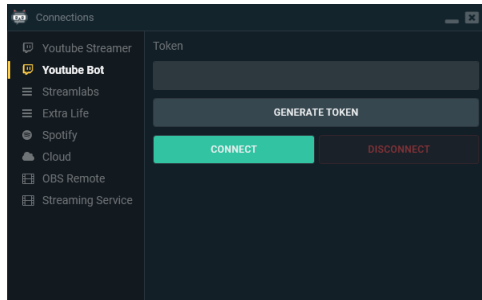 Connections
Youtube Streamer
Youtube Bot
Streamlabs
Extra Life
Spotify
Cloud
OBS Remote
Streaming Service
Token
GENERATE TOKEN
CONNECT
DISCONNECT